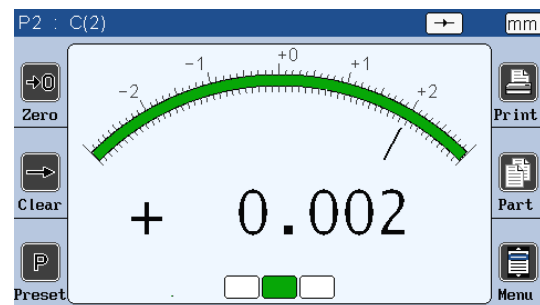 P2 : C(2) mm
-2 -1 +0 +1 +2
Zero
Print
Clear
+ 0.002
Part
P
Preset
Menu